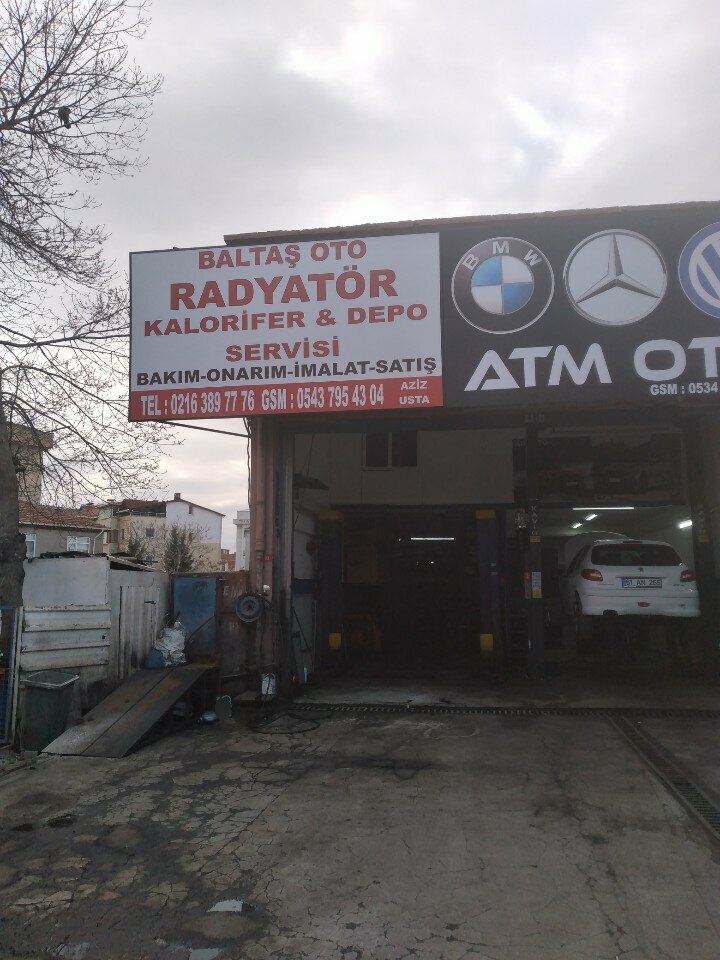 BALTAŞ OTO
RADYATÖR
KALORİFER & DEPO
SERVİSİ
BAKIM-ONARIM-İMALAT-SATIŞ
TEL : 0216 389 77 76 GSM : 0543 795 43 04
AZİZ
USTA
BMW
ATM OT
GSM : 0534